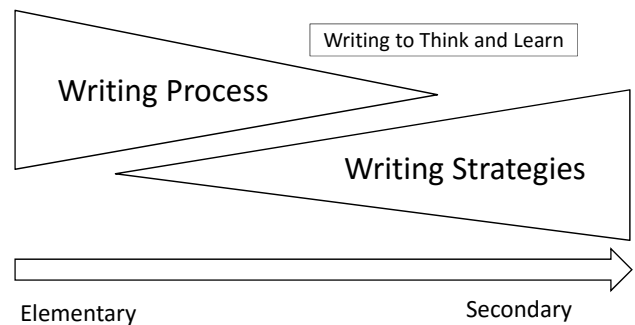 Writing to Think and Learn
Writing Process
Writing Strategies
Elementary
Secondary